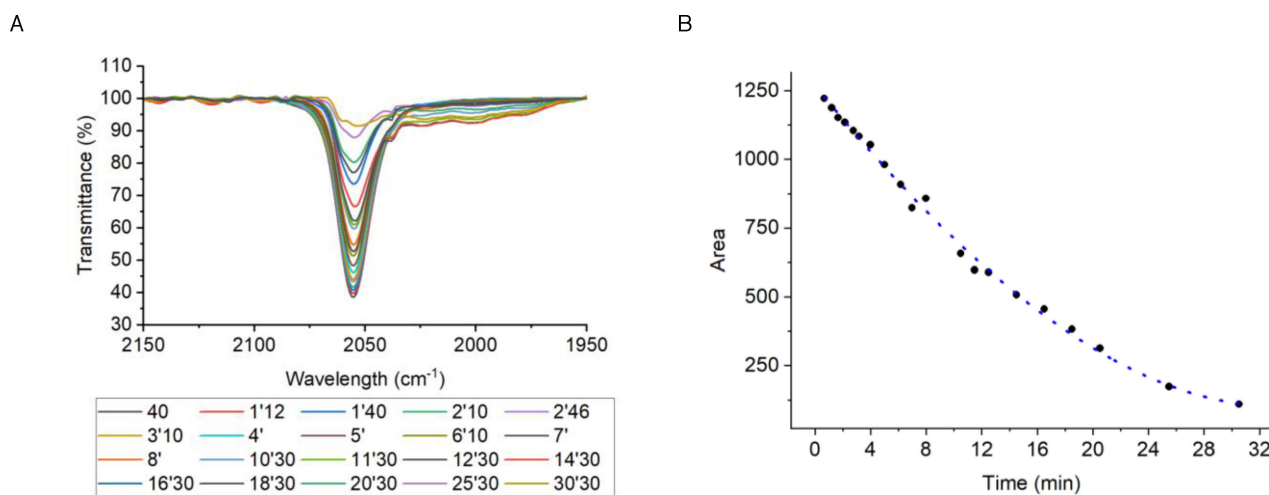 A
B
110
100
90
80
70
60
50
40
30
Transmittance (%)
2150 2100 2050 2000 1950
Wavelength (cm⁻¹)
40 1'12 1'40 2'10 2'46
3'10 4' 5' 6'10 7'
8' 10'30 11'30 12'30 14'30
16'30 18'30 20'30 25'30 30'30
1250
1000
750
500
250
Area
0 4 8 12 16 20 24 28 32
Time (min)